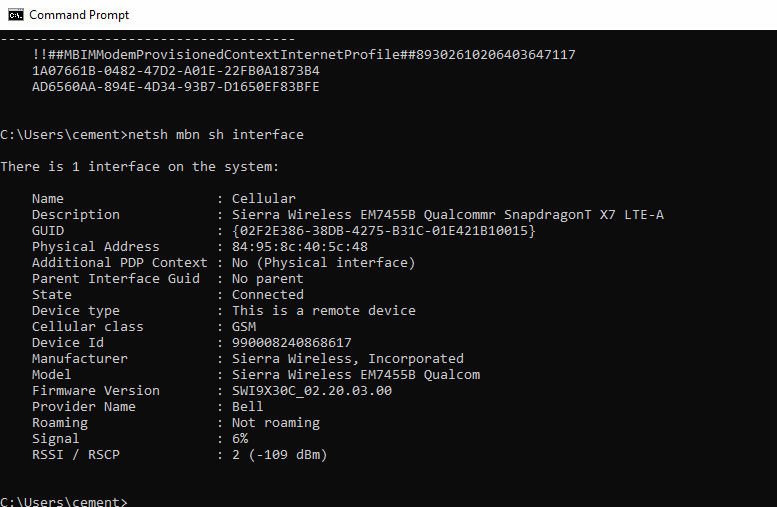 Command Prompt
-------------------------------------
!!##MBIMModemProvisionedContextInternetProfile##89302610206403647117
1A07661B-0482-47D2-A01E-22FB0A1873B4
AD6560AA-894E-4D34-93B7-D1650EF83BFE
C:\Users\cement>netsh mbn sh interface
There is 1 interface on the system:
Name                   : Cellular
Description            : Sierra Wireless EM7455B Qualcommr SnapdragonT X7 LTE-A
GUID                   : {02F2E386-38DB-4275-B31C-01E421B10015}
Physical Address       : 84:95:8c:40:5c:48
Additional PDP Context : No (Physical interface)
Parent Interface Guid  : No parent
State                  : Connected
Device type            : This is a remote device
Cellular class         : GSM
Device Id              : 990008240868617
Manufacturer           : Sierra Wireless, Incorporated
Model                  : Sierra Wireless EM7455B Qualcom
Firmware Version       : SWI9X30C_02.20.03.00
Provider Name          : Bell
Roaming                : Not roaming
Signal                 : 6%
RSSI / RSCP            : 2 (-109 dBm)
C:\Users\cement>